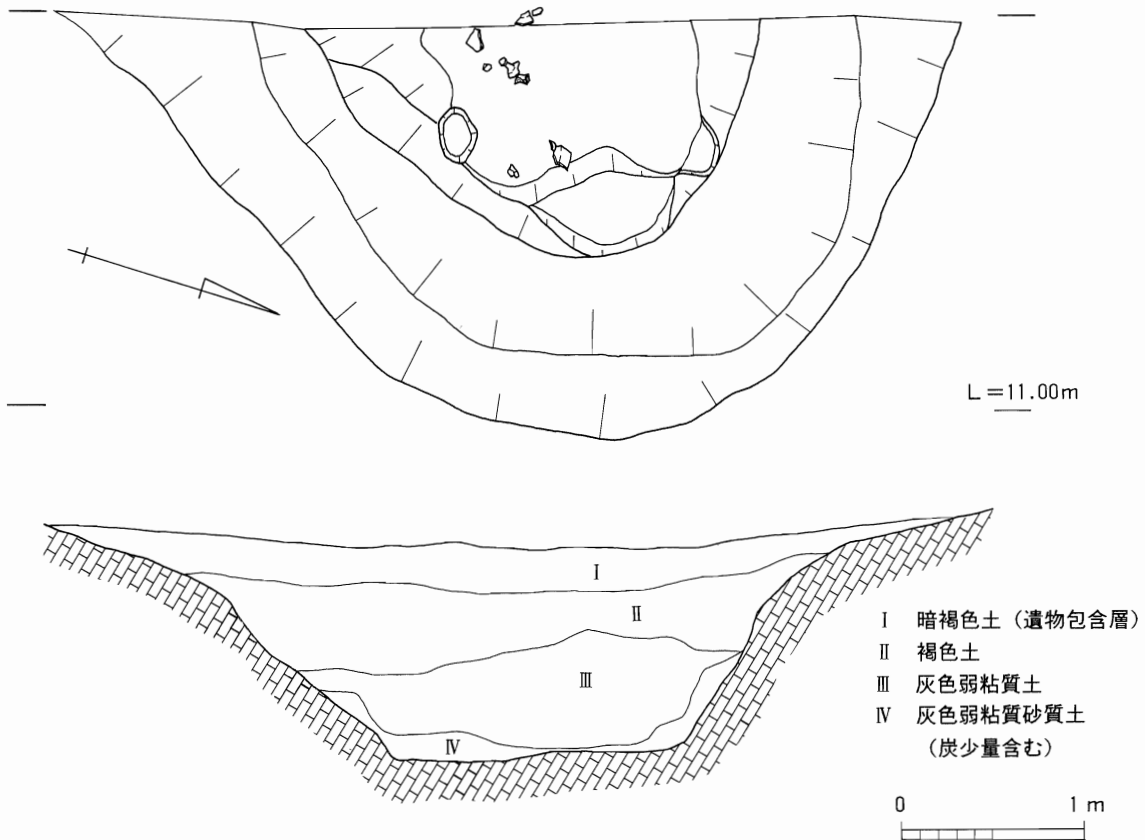 L=11.00m
Ⅰ
Ⅱ
Ⅲ
Ⅳ
Ⅰ 暗褐色土（遺物包含層）
Ⅱ 褐色土
Ⅲ 灰色弱粘質土
Ⅳ 灰色弱粘質砂質土
（炭少量含む）
0 1m